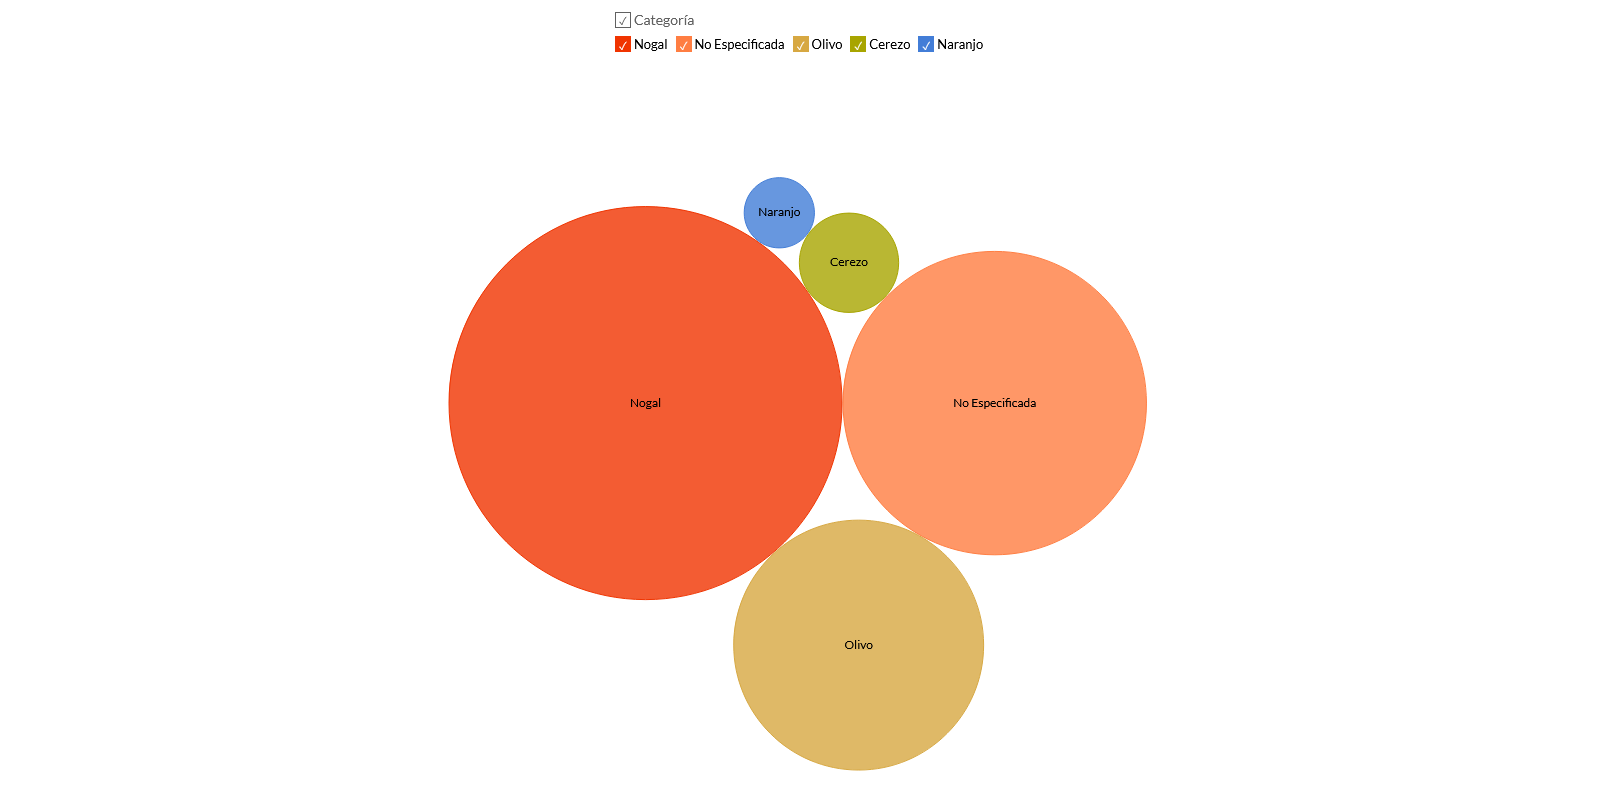 Categoría
Nogal No Especificada Olivo Cerezo Naranjo
Naranjo
Cerezo
Nogal
No Especificada
Olivo